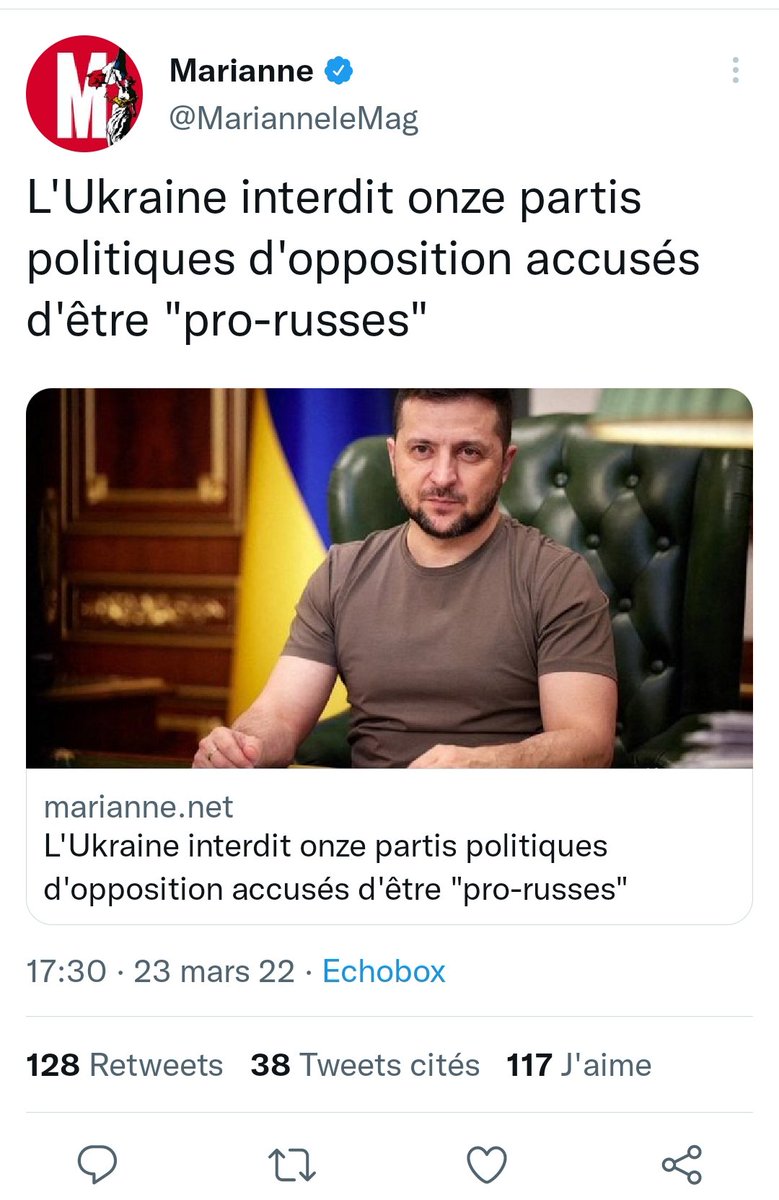 M
Marianne
@MarianneleMag
L'Ukraine interdit onze partis
politiques d'opposition accusés
d'être "pro-russes"
marianne.net
L'Ukraine interdit onze partis politiques
d'opposition accusés d'être "pro-russes"
17:30 · 23 mars 22 · Echobox
128 Retweets 38 Tweets cités 117 J'aime